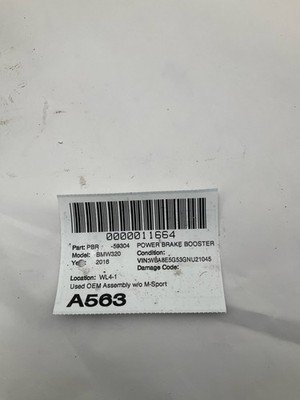 0000011664
Part: PBR -59304 POWER BRAKE BOOSTER
Model: BMW320 Condition:
Year: 2016 VIN:WBA8E5G53GNU21045
Damage Code:
Location: WL4-1
Used OEM Assembly w/o M-Sport
A563